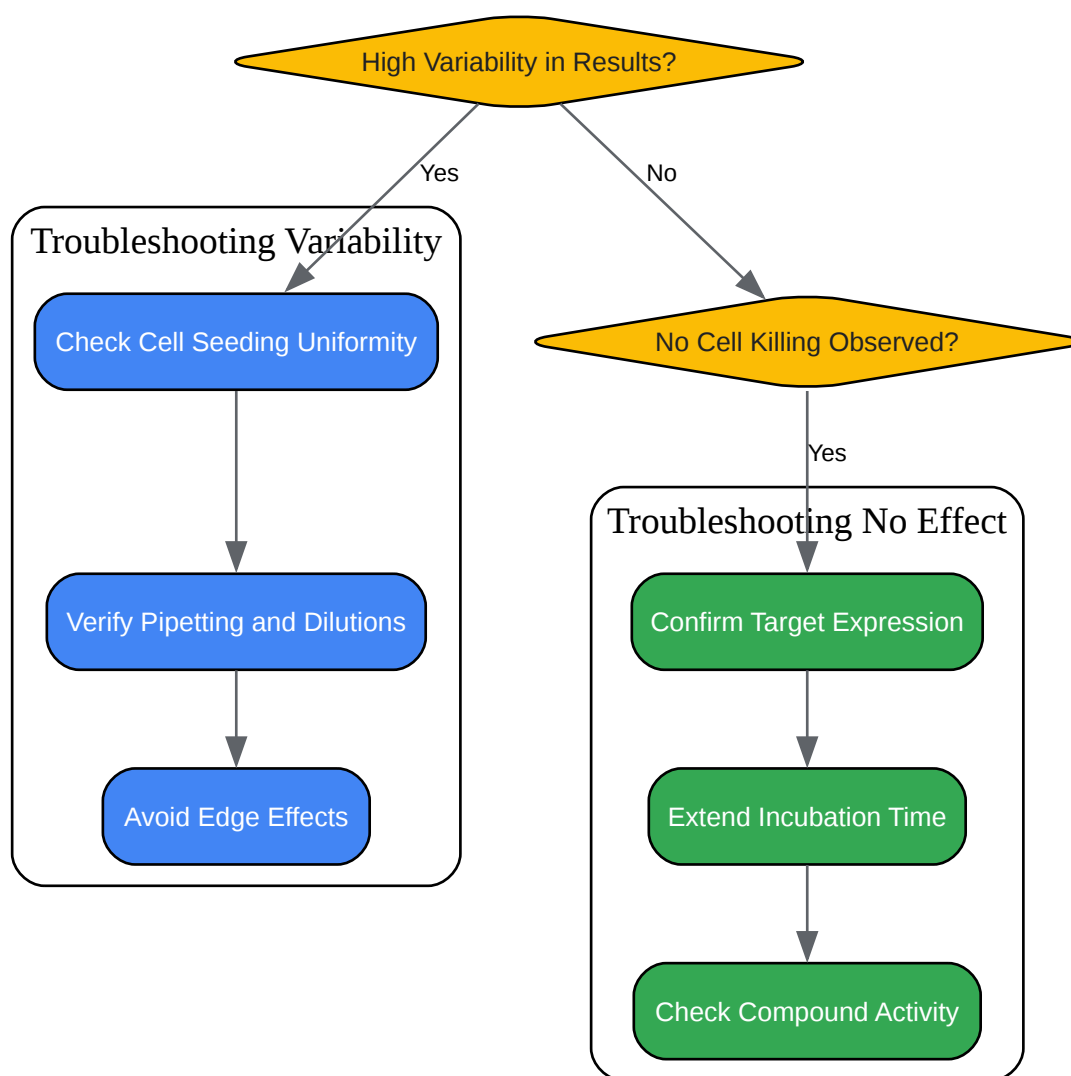 High Variability in Results?
Yes
No
Troubleshooting Variability
Check Cell Seeding Uniformity
Verify Pipetting and Dilutions
Avoid Edge Effects
No Cell Killing Observed?
Yes
Troubleshooting No Effect
Confirm Target Expression
Extend Incubation Time
Check Compound Activity